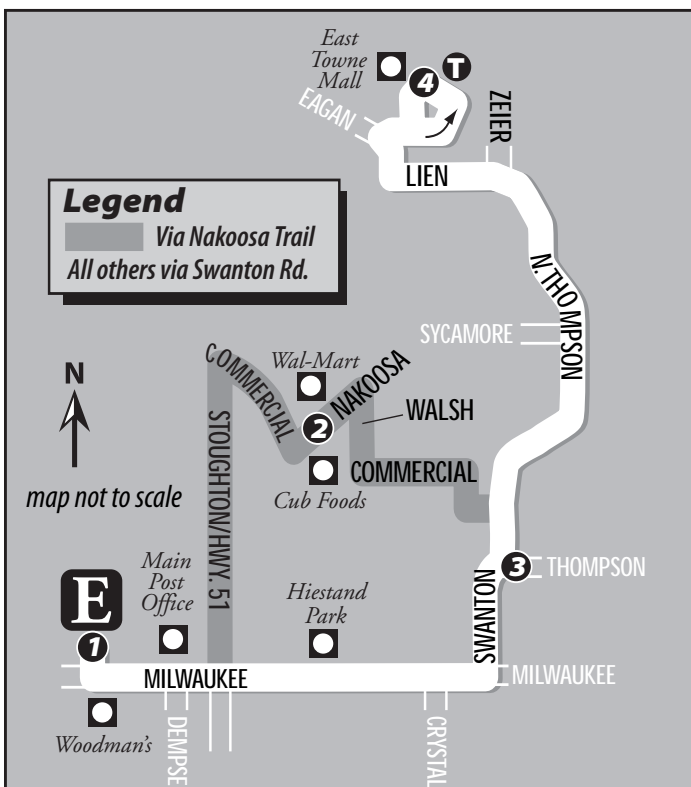 East
Towne
Mall
4
T
EAGAN
ZEIER
LIEN
Legend
Via Nakoosa Trail
All others via Swanton Rd.
N. THOMPSON
SYCAMORE
COMMERCIAL
Wal-Mart
NAKOOSA
N
2
WALSH
STOUGHTON/HWY. 51
COMMERCIAL
map not to scale
Cub Foods
Main
Post
Office
Hiestand
Park
3
THOMPSON
E
1
SWANTON
MILWAUKEE
MILWAUKEE
Woodman's
DEMPSE
CRYSTAL